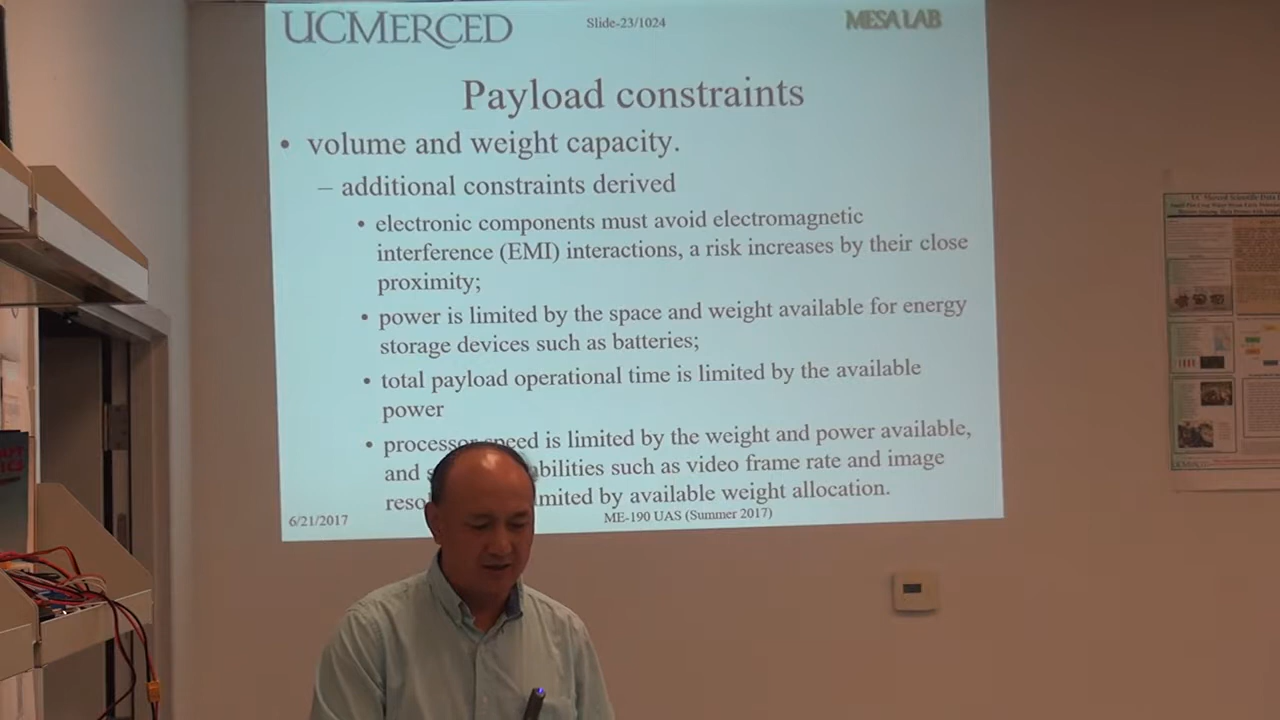 UCMERCED
Slide-23/1024
MESA LAB
Payload constraints
• volume and weight capacity.
– additional constraints derived
• electronic components must avoid electromagnetic
interference (EMI) interactions, a risk increases by their close
proximity;
• power is limited by the space and weight available for energy
storage devices such as batteries;
• total payload operational time is limited by the available
power
• processor speed is limited by the weight and power available,
and
such as video frame rate and image
by available weight allocation.
6/21/2017
ME-190 UAS (Summer 2017)